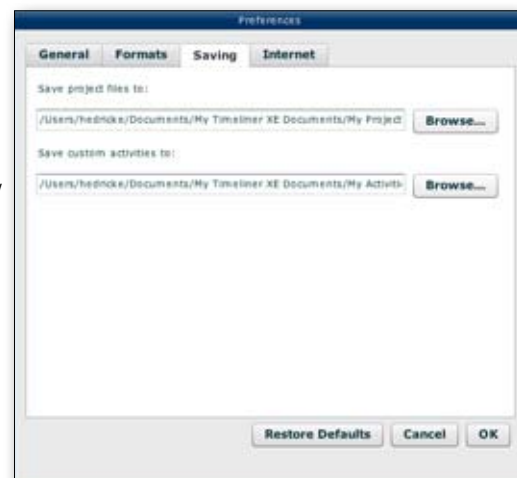 Preferences
General Formats Saving Internet
Save project files to:
/Users/hedricke/Documents/My Timeliner XE Documents/My Project Browse...
Save custom activities to:
/Users/hedricke/Documents/My Timeliner XE Documents/My Activiti Browse...
Restore Defaults Cancel OK